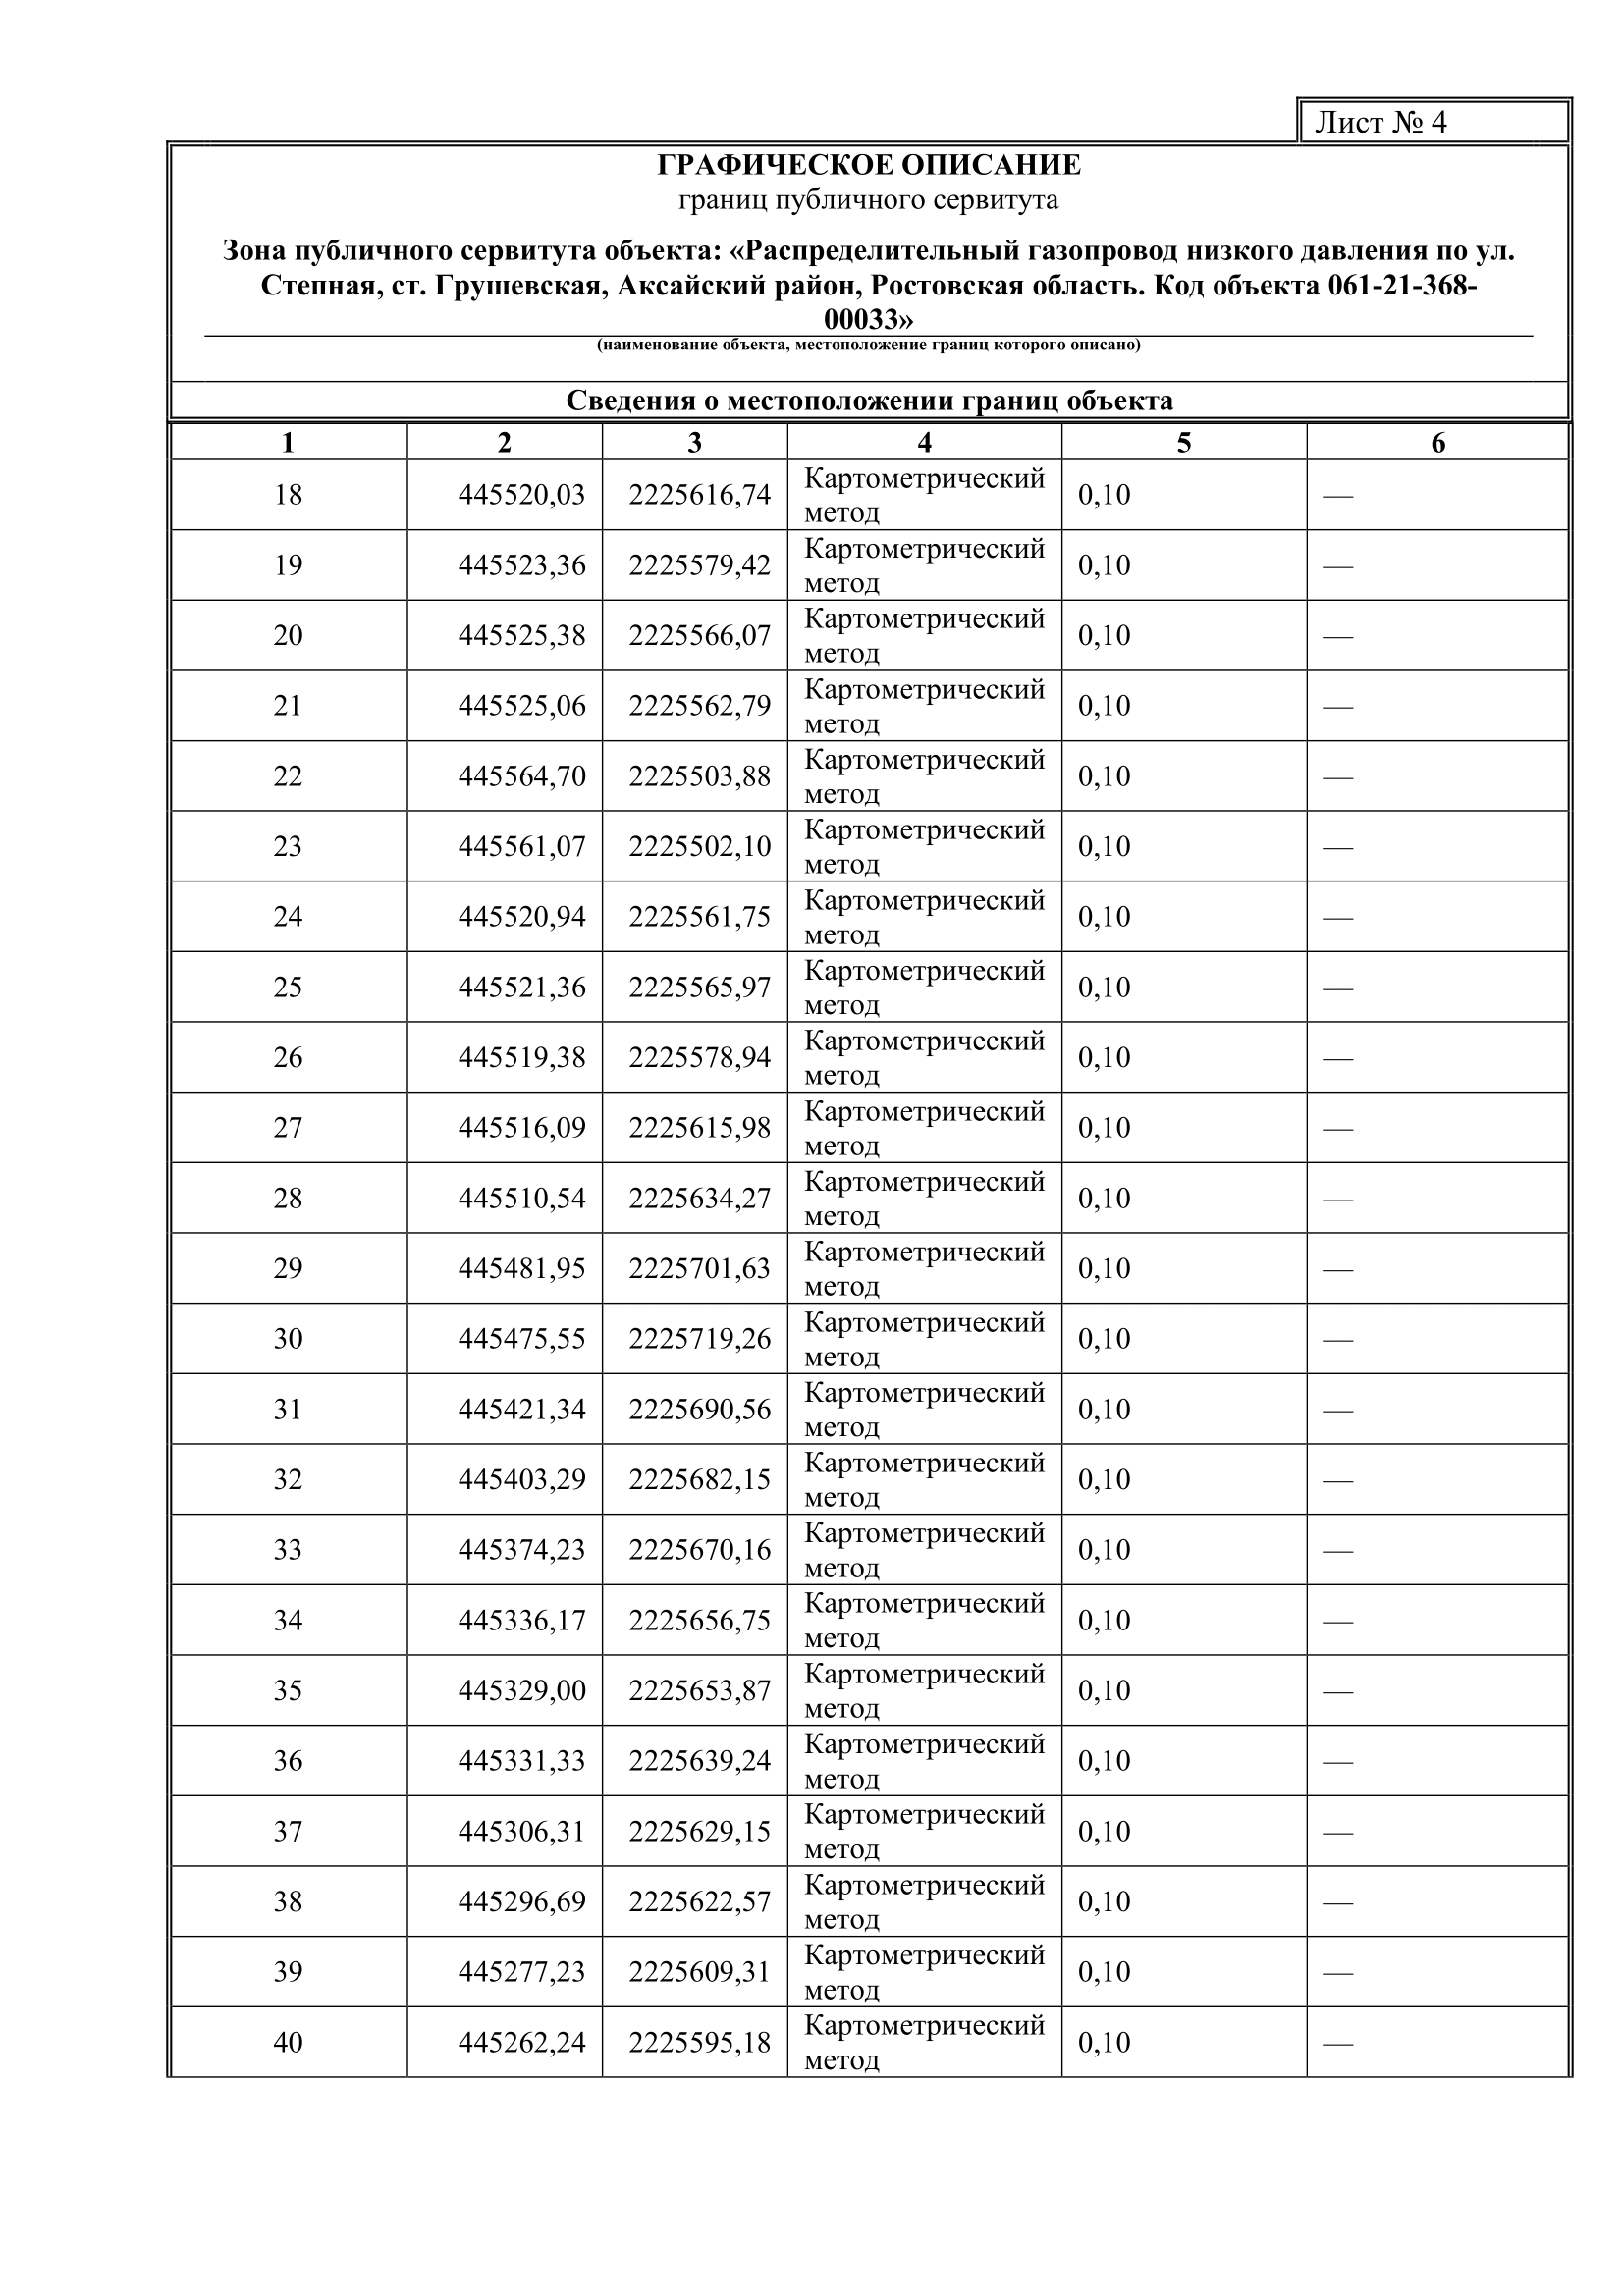 Лист № 4
ГРАФИЧЕСКОЕ ОПИСАНИЕ
границ публичного сервитута
Зона публичного сервитута объекта: «Распределительный газопровод низкого давления по ул.
Степная, ст. Грушевская, Аксайский район, Ростовская область. Код объекта 061-21-368-
00033»
(наименование объекта, местоположение границ которого описано)
Сведения о местоположении границ объекта
1 2 3 4 5 6
18 445520,03 2225616,74 Картометрический метод 0,10 —
19 445523,36 2225579,42 Картометрический метод 0,10 —
20 445525,38 2225566,07 Картометрический метод 0,10 —
21 445525,06 2225562,79 Картометрический метод 0,10 —
22 445564,70 2225503,88 Картометрический метод 0,10 —
23 445561,07 2225502,10 Картометрический метод 0,10 —
24 445520,94 2225561,75 Картометрический метод 0,10 —
25 445521,36 2225565,97 Картометрический метод 0,10 —
26 445519,38 2225578,94 Картометрический метод 0,10 —
27 445516,09 2225615,98 Картометрический метод 0,10 —
28 445510,54 2225634,27 Картометрический метод 0,10 —
29 445481,95 2225701,63 Картометрический метод 0,10 —
30 445475,55 2225719,26 Картометрический метод 0,10 —
31 445421,34 2225690,56 Картометрический метод 0,10 —
32 445403,29 2225682,15 Картометрический метод 0,10 —
33 445374,23 2225670,16 Картометрический метод 0,10 —
34 445336,17 2225656,75 Картометрический метод 0,10 —
35 445329,00 2225653,87 Картометрический метод 0,10 —
36 445331,33 2225639,24 Картометрический метод 0,10 —
37 445306,31 2225629,15 Картометрический метод 0,10 —
38 445296,69 2225622,57 Картометрический метод 0,10 —
39 445277,23 2225609,31 Картометрический метод 0,10 —
40 445262,24 2225595,18 Картометрический метод 0,10 —